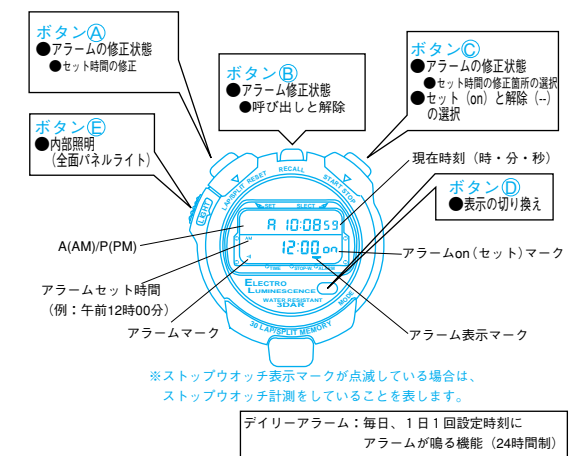 ボタンⒶ
●アラームの修正状態
●セット時間の修正
ボタンⒷ
●アラーム修正状態
●呼び出しと解除
ボタンⒸ
●アラームの修正状態
●セット時間の修正箇所の選択
●セット（on）と解除（--）
の選択
ボタンⒺ
●内部照明
（全面パネルライト）
現在時刻（時・分・秒）
ボタンⒹ
●表示の切り換え
LAP/SPLIT RESET
RECALL
START STOP
LIGHT
SET
SLECT
A 10:08 59
AM
12:00 on
TIME
STOP-W.
ELECTRO
LUMINESCENCE
WATER RESISTANT
3DAR
MODE
30 LAP/SPLIT MEMORY
A(AM)/P(PM)
アラームon（セット）マーク
アラームセット時間
（例：午前12時00分）
アラームマーク
アラーム表示マーク
※ストップウオッチ表示マークが点滅している場合は、
ストップウオッチ計測をしていることを表します。
デイリーアラーム：毎日、１日１回設定時刻に
アラームが鳴る機能（24時間制）